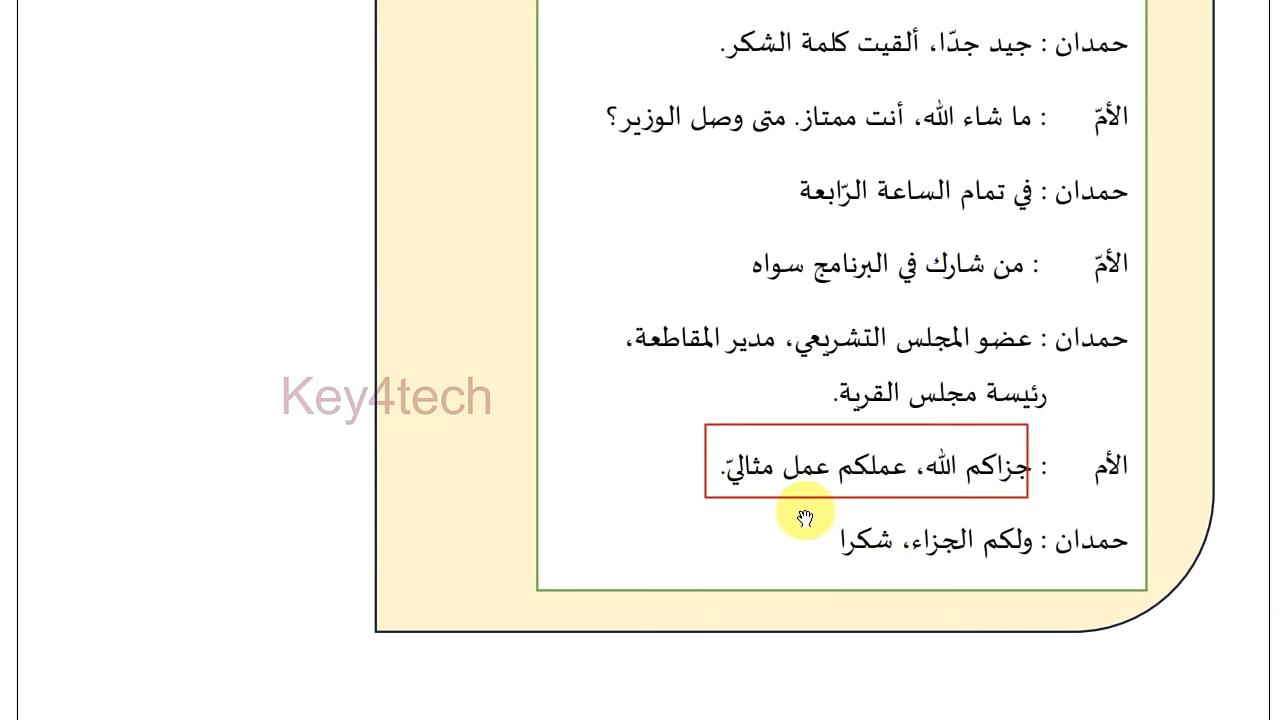 حمدان : جيد جدّا، ألقيت كلمة الشكر.
الأمّ : ما شاء الله، أنت ممتاز. متى وصل الوزير؟
حمدان : في تمام الساعة الرّابعة
الأمّ : من شارك في البرنامج سواه
حمدان : عضو المجلس التشريعي، مدير المقاطعة،
رئيسة مجلس القرية.
Key4tech
الأم : جزاكم الله، عملكم عمل مثاليّ.
حمدان : ولكم الجزاء، شكرا